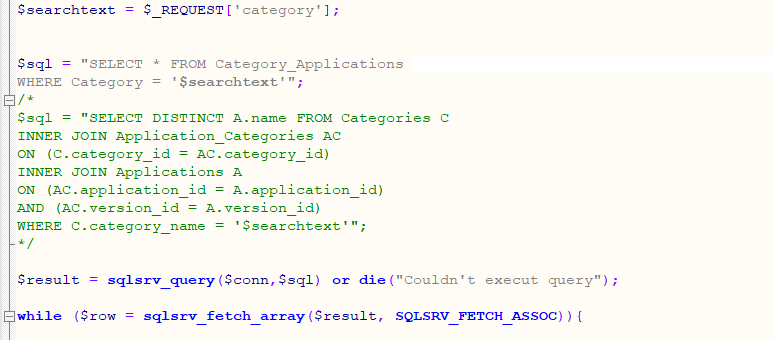 $searchtext = $_REQUEST['category'];
$sql = "SELECT * FROM Category_Applications
WHERE Category = '$searchtext'";
/*
$sql = "SELECT DISTINCT A.name FROM Categories C
INNER JOIN Application_Categories AC
ON (C.category_id = AC.category_id)
INNER JOIN Applications A
ON (AC.application_id = A.application_id)
AND (AC.version_id = A.version_id)
WHERE C.category_name = '$searchtext'";
*/
$result = sqlsrv_query($conn,$sql) or die("Couldn't execut query");
while ($row = sqlsrv_fetch_array($result, SQLSRV_FETCH_ASSOC)){